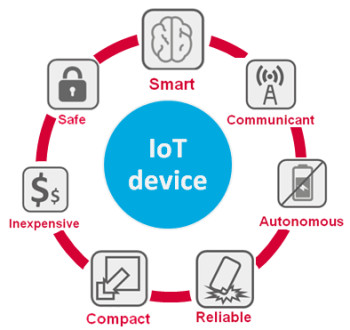 Smart
Communicant
Autonomous
Reliable
Compact
Inexpensive
Safe
IoT
device
$$